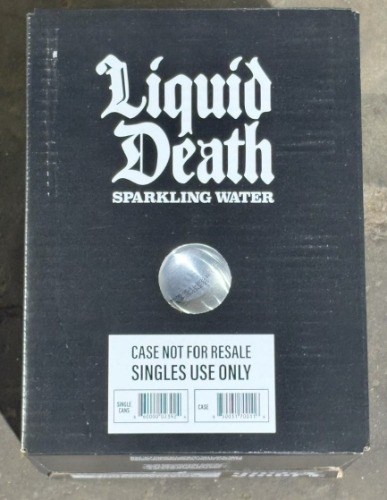 Liquid
Death
SPARKLING WATER
CASE NOT FOR RESALE
SINGLES USE ONLY
SINGLE
CANS
CASE